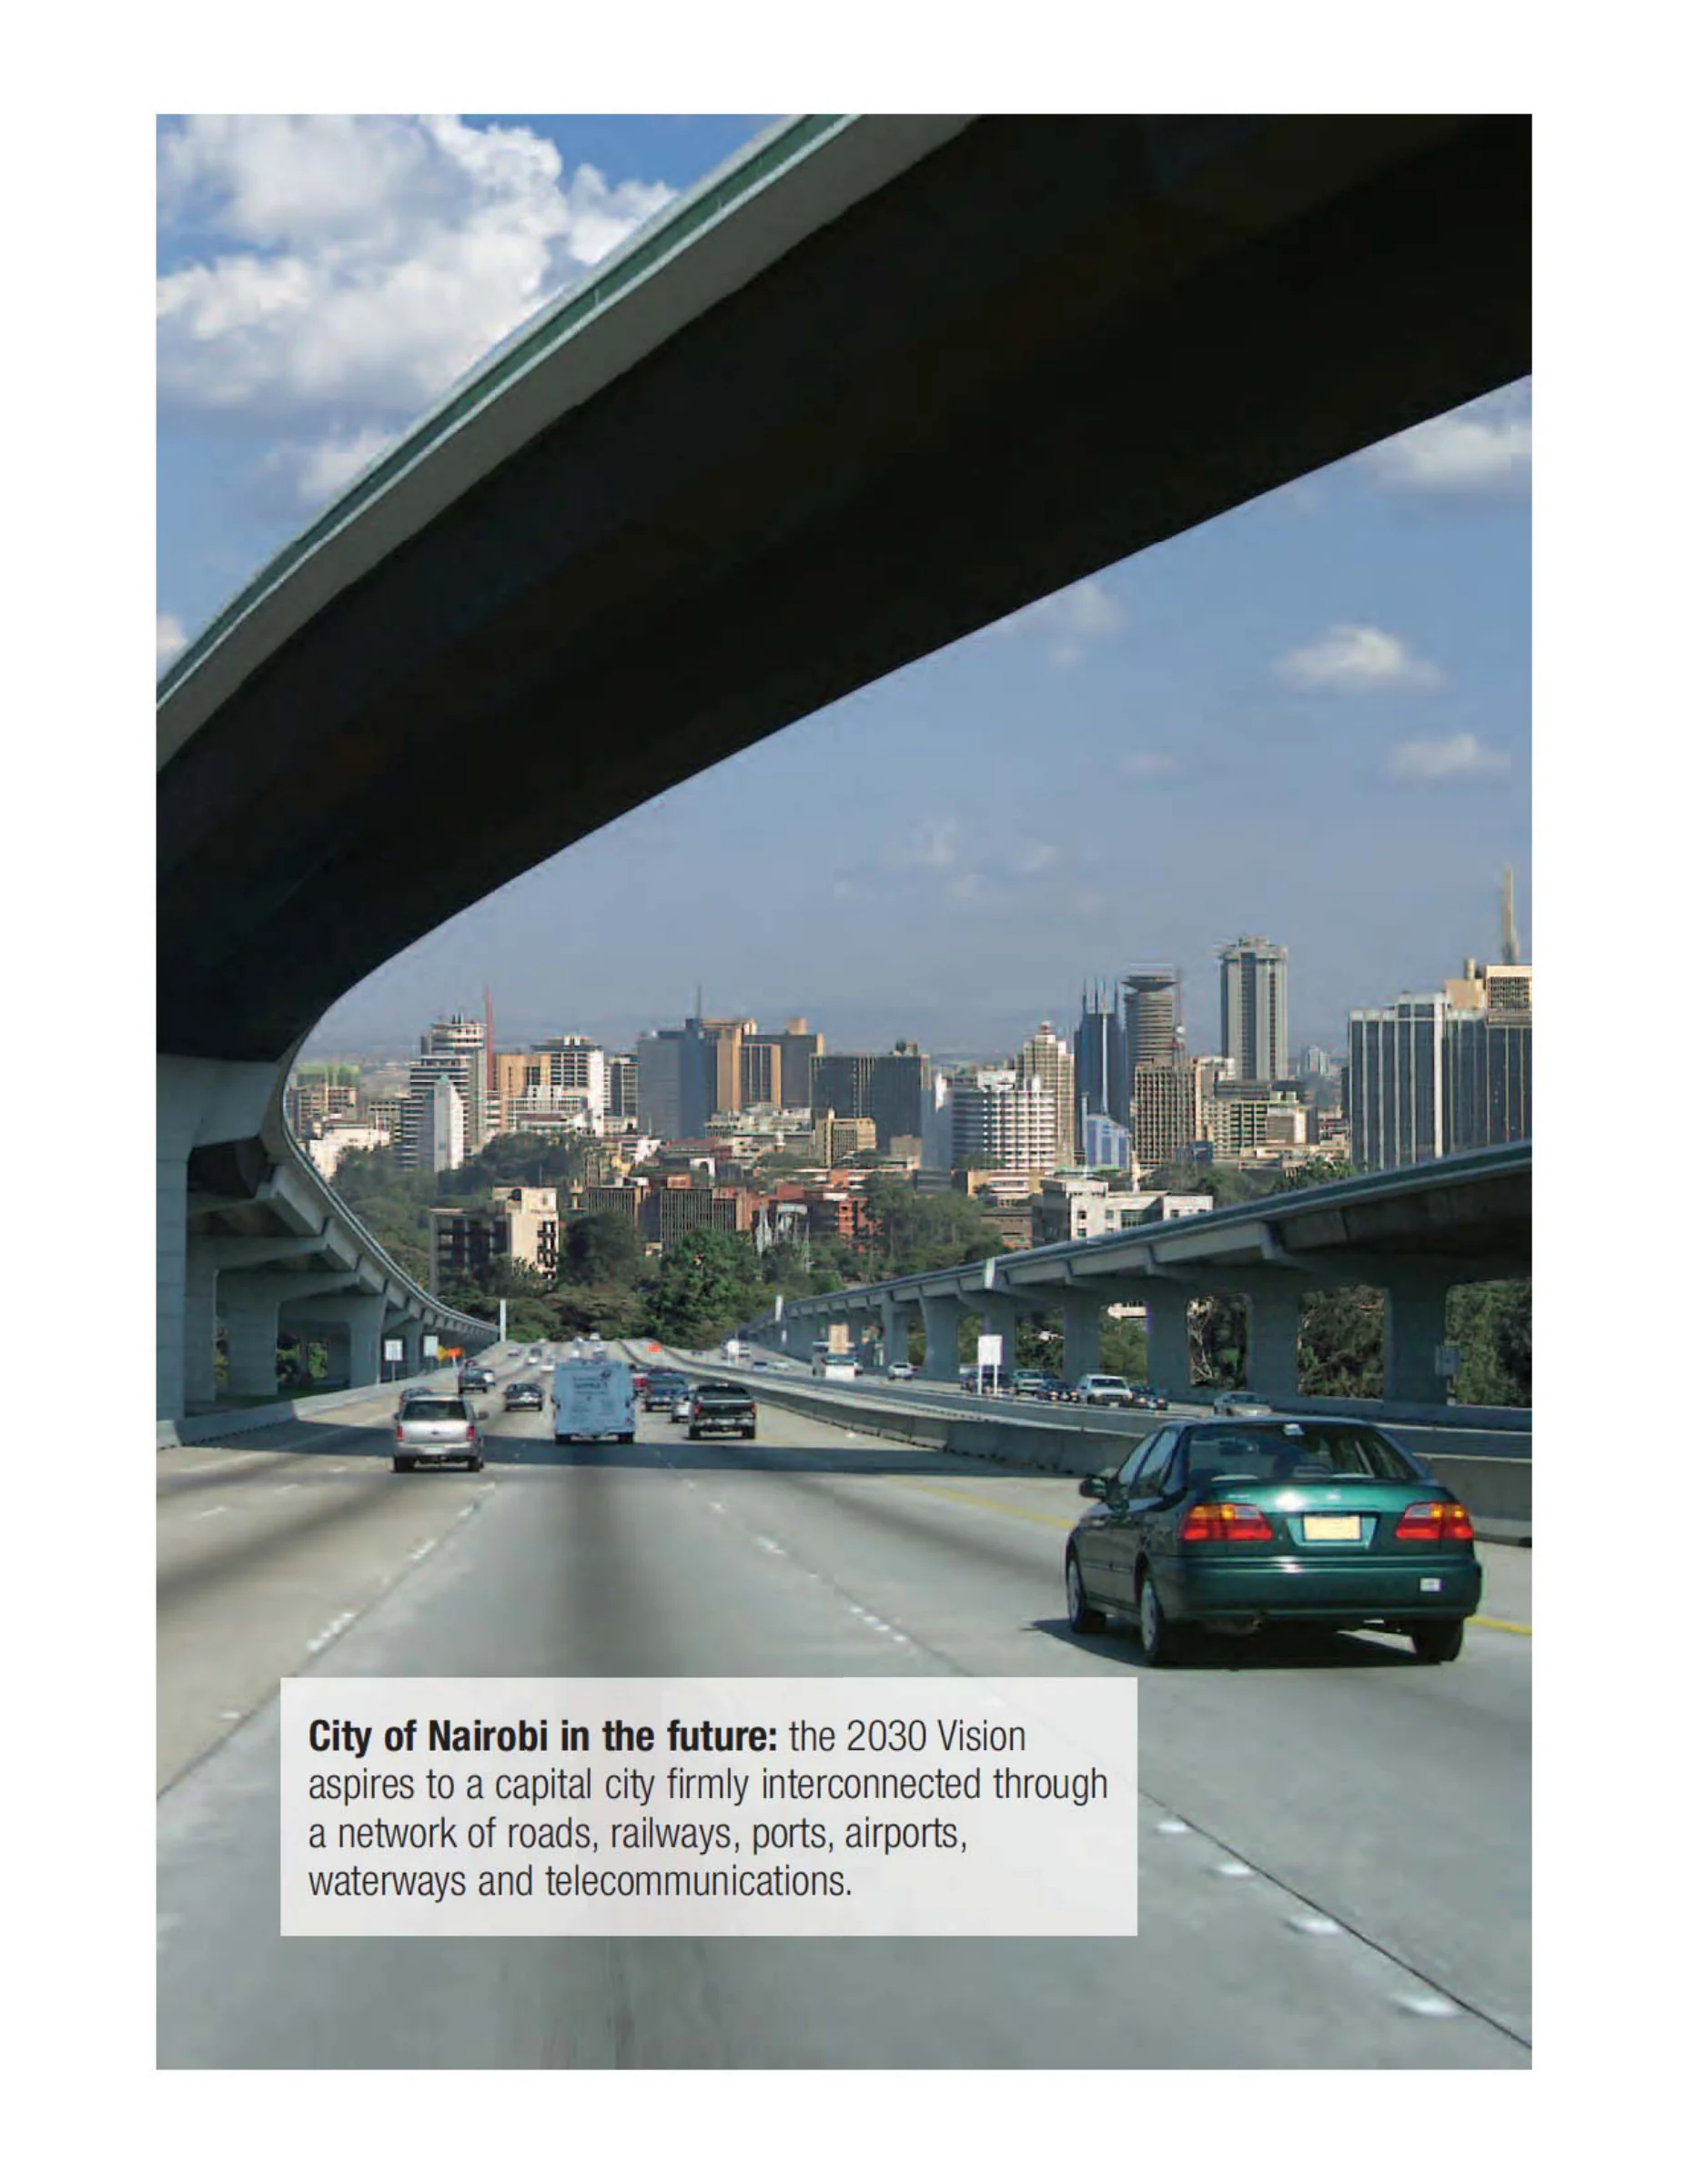 City of Nairobi in the future: the 2030 Vision
aspires to a capital city firmly interconnected through
a network of roads, railways, ports, airports,
waterways and telecommunications.